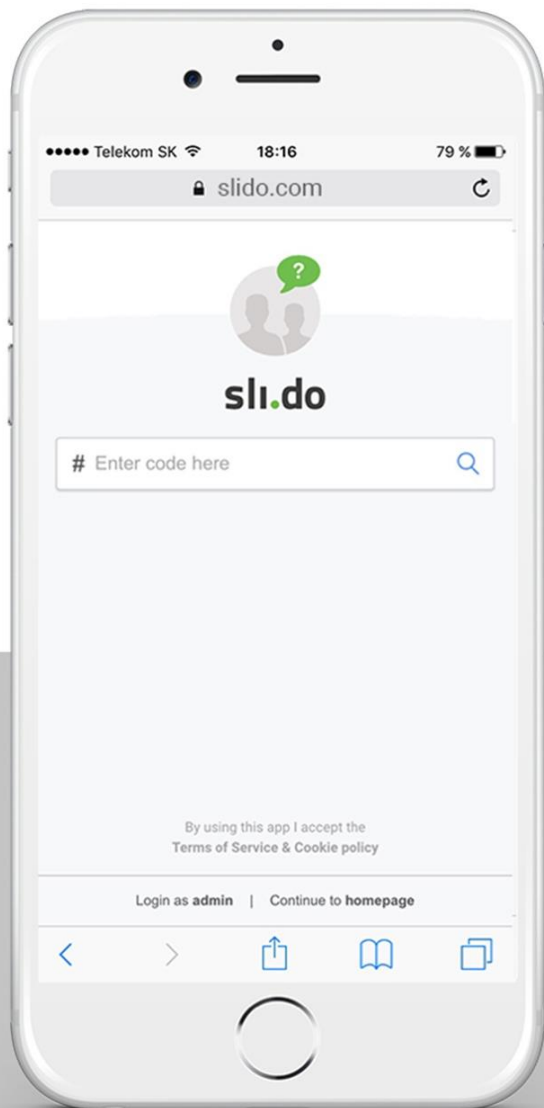 Telekom SK 18:16 79 %
slido.com
?
slı.do
# Enter code here
By using this app I accept the
Terms of Service & Cookie policy
Login as admin | Continue to homepage